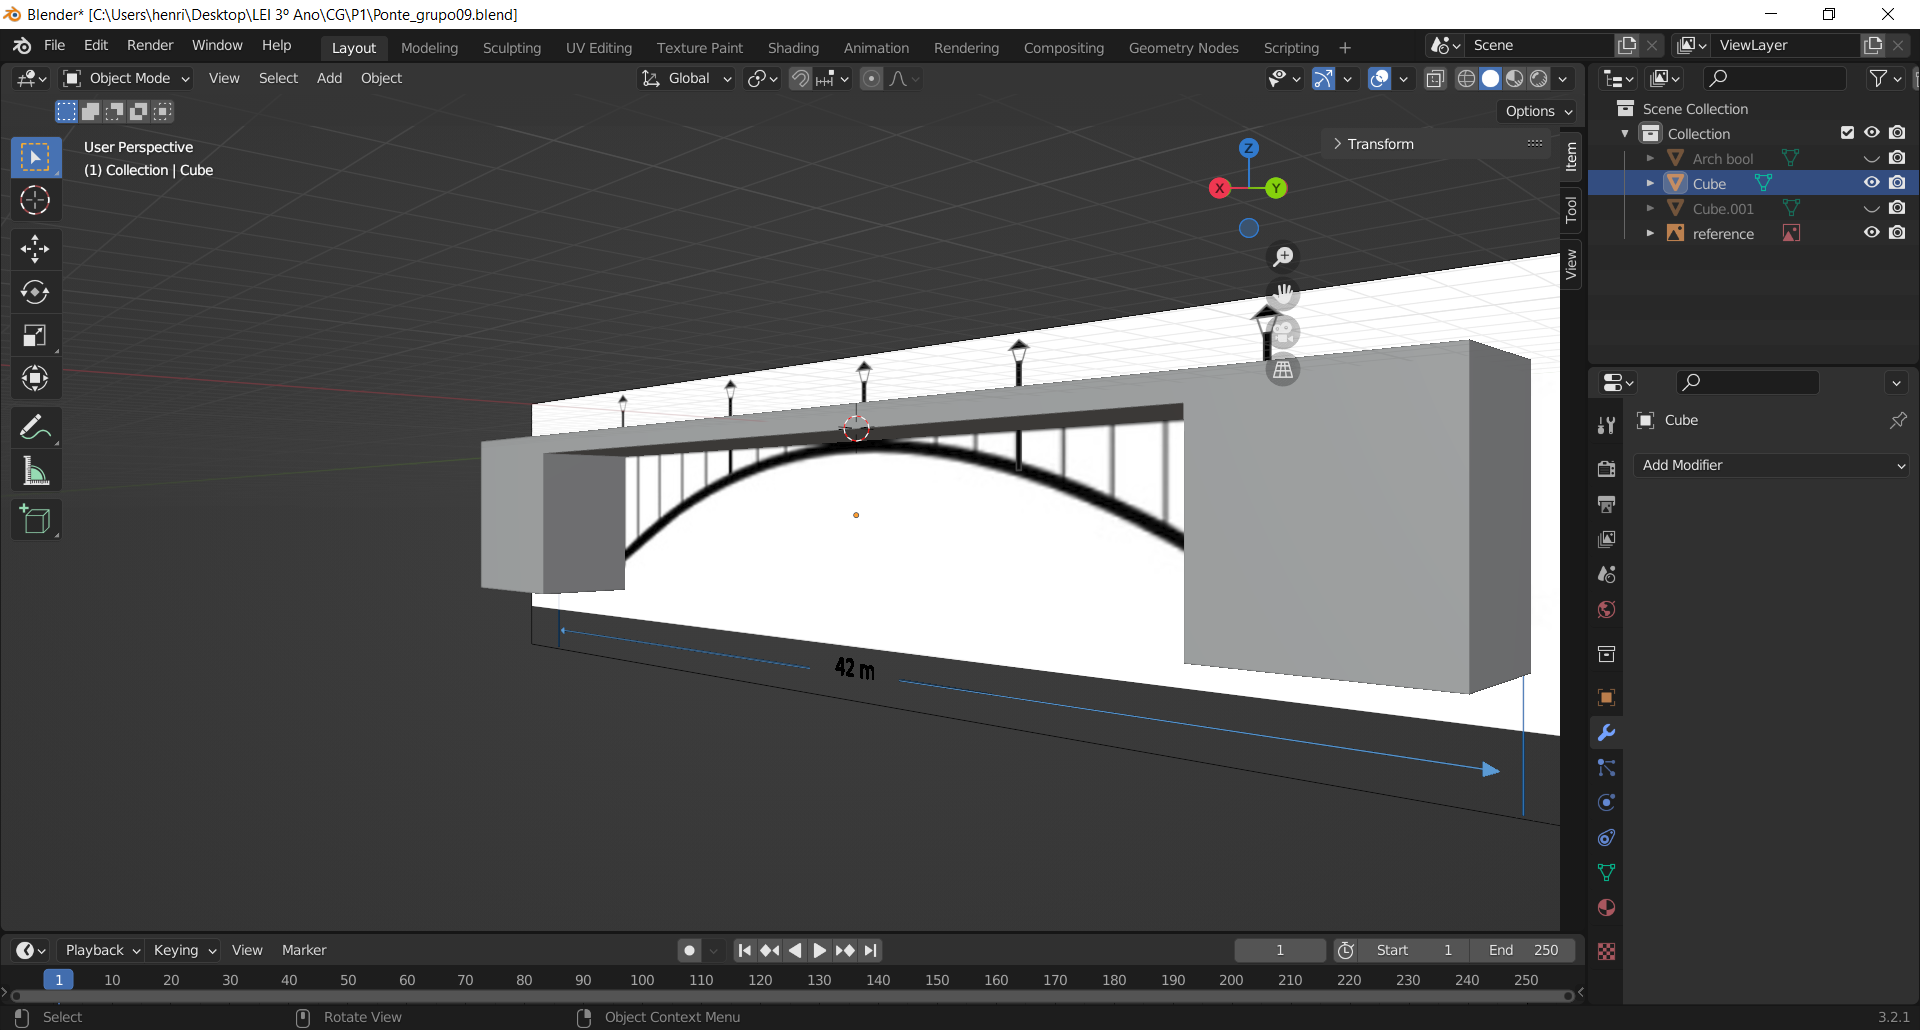 Blender* [C:\Users\henri\Desktop\LEI 3º Ano\CG\P1\Ponte_grupo09.blend]
File Edit Render Window Help
Layout Modeling Sculpting UV Editing Texture Paint Shading Animation Rendering Compositing Geometry Nodes Scripting +
Scene
ViewLayer
Object Mode View Select Add Object
Global
Options
User Perspective
(1) Collection | Cube
Z
X
Y
Transform
Item
Tool
View
Scene Collection
Collection
Arch bool
Cube
Cube.001
reference
Cube
Add Modifier
42 m
Playback Keying View Marker
1
Start 1
End 250
1 10 20 30 40 50 60 70 80 90 100 110 120 130 140 150 160 170 180 190 200 210 220 230 240 250
Select
Rotate View
Object Context Menu
3.2.1